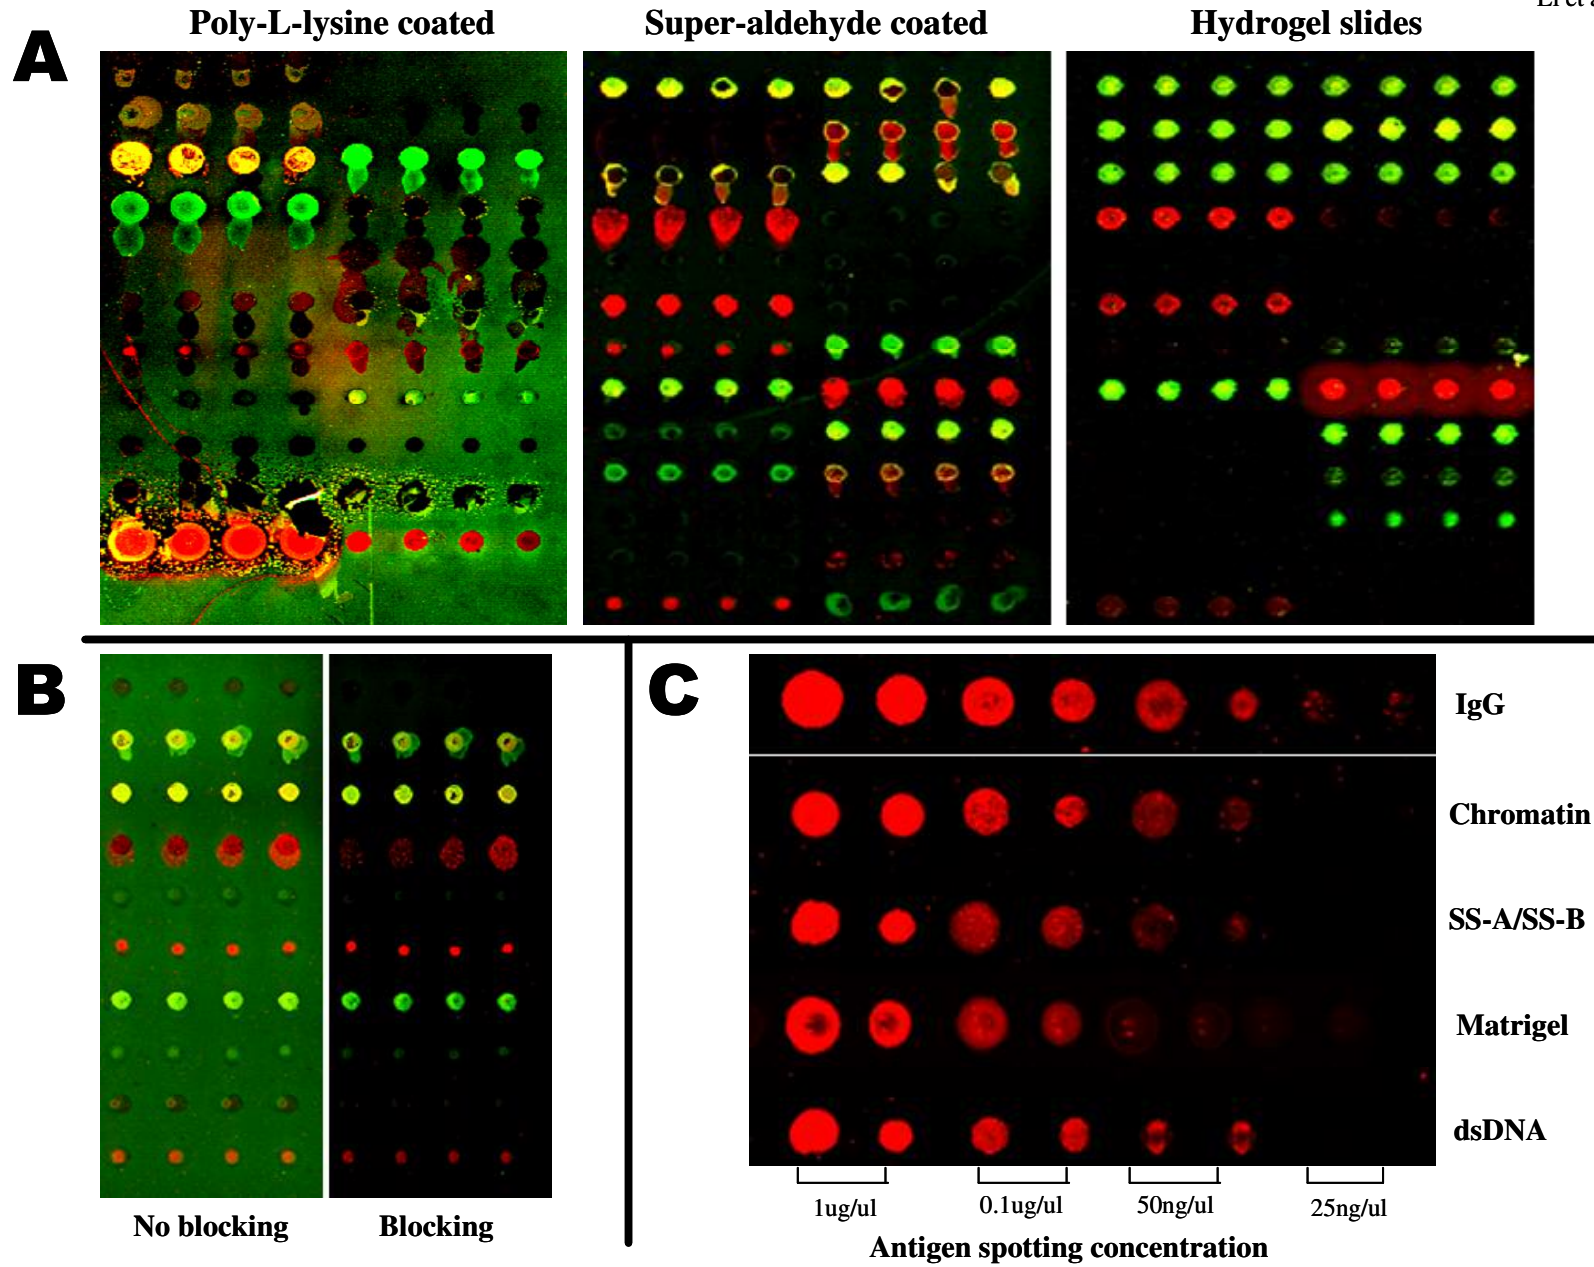 Poly-L-lysine coated
Super-aldehyde coated
Hydrogel slides
A
B
No blocking
Blocking
C
IgG
Chromatin
SS-A/SS-B
Matrigel
dsDNA
1ug/ul
0.1ug/ul
50ng/ul
25ng/ul
Antigen spotting concentration